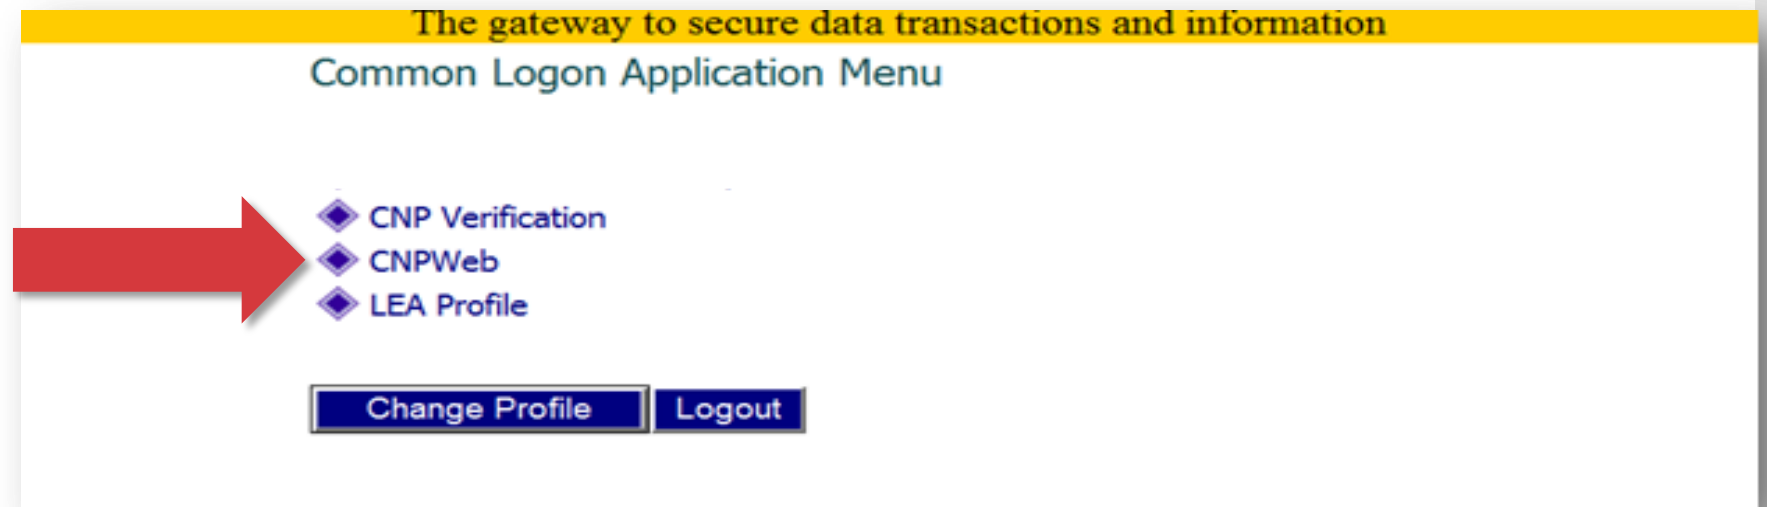 The gateway to secure data transactions and information
Common Logon Application Menu
CNP Verification
CNPWeb
LEA Profile
Change Profile Logout